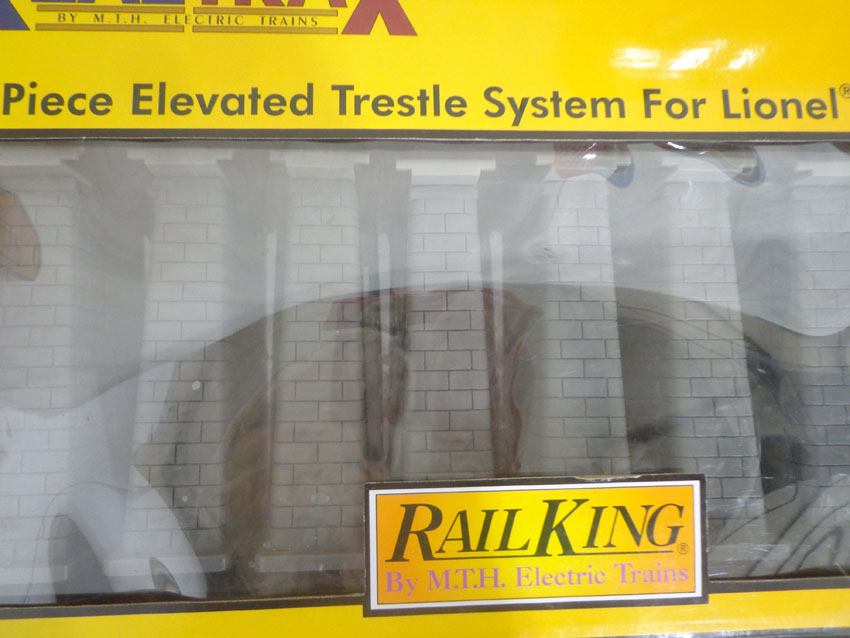 BY M.T.H. ELECTRIC TRAINS
Piece Elevated Trestle System For Lionel®
RAILKING®
By M.T.H. Electric Trains